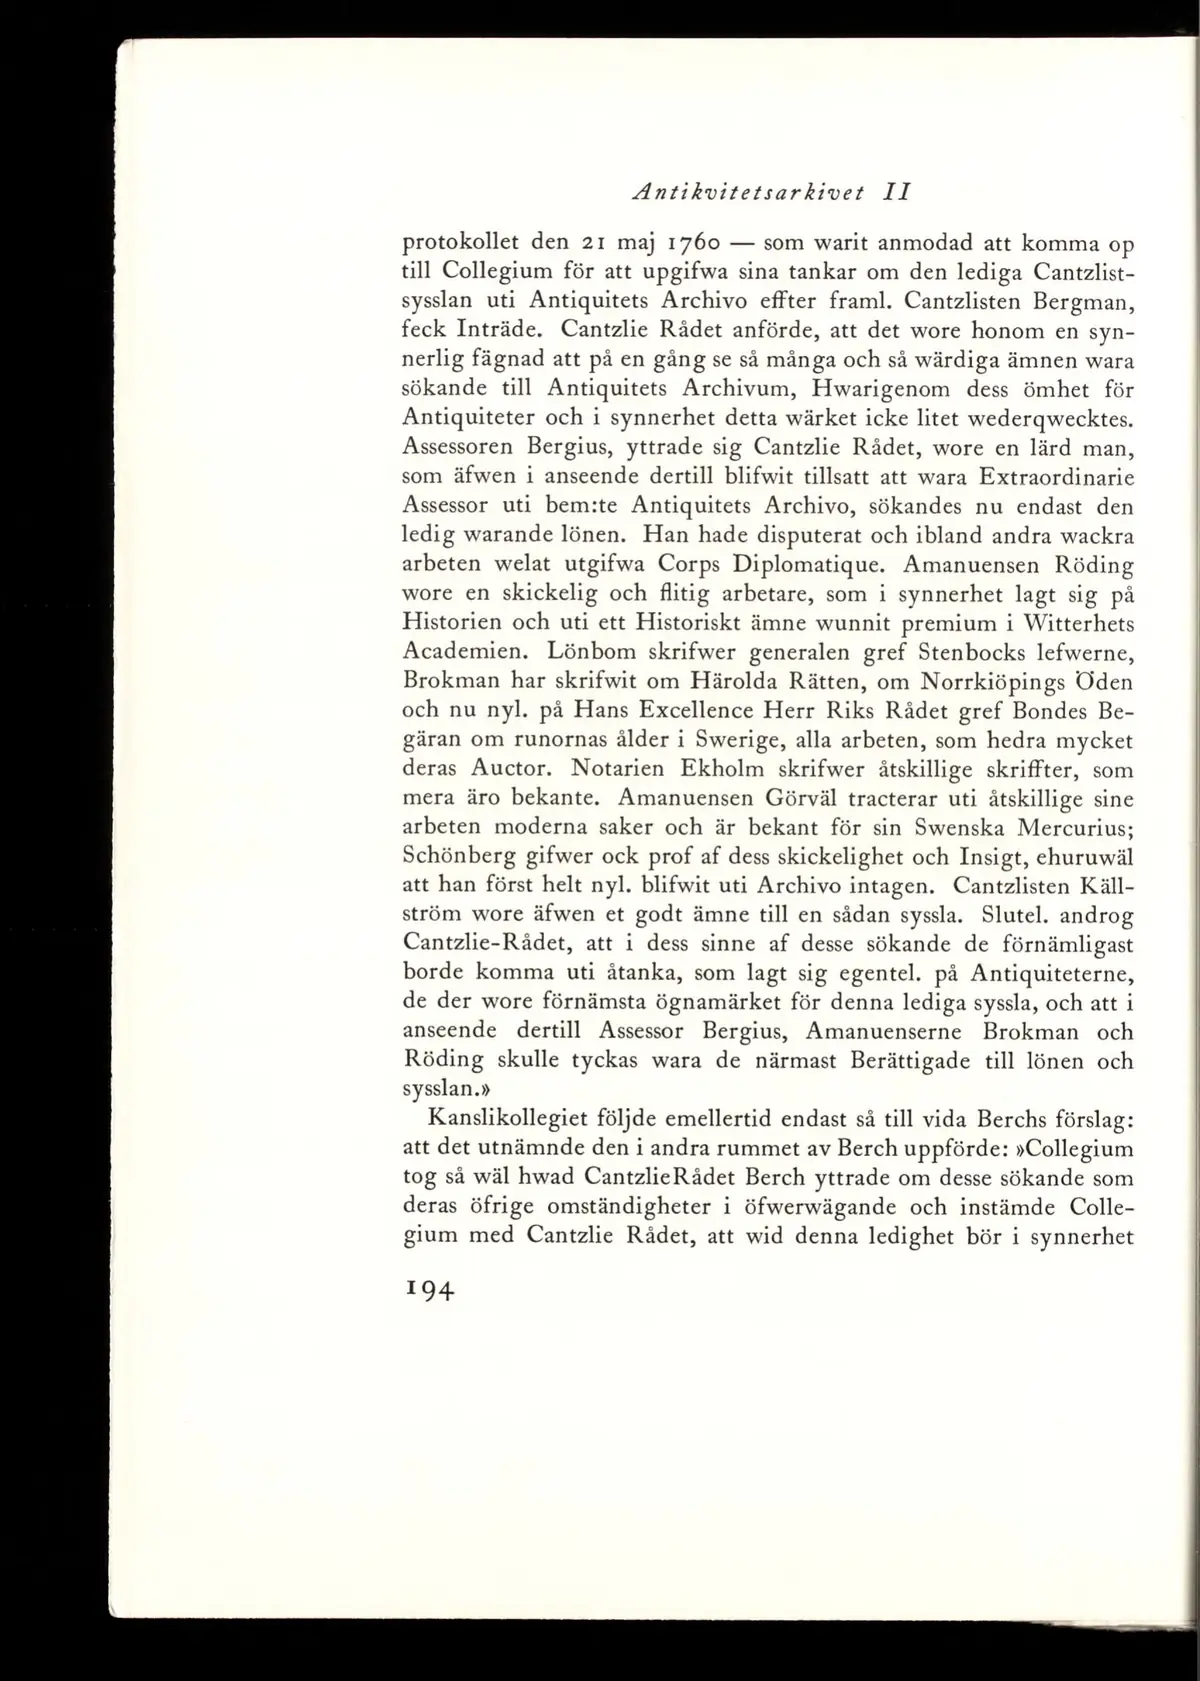 Antikvitetsarkivet II
protokollet den 21 maj 1760 — som warit anmodad att komma op
till Collegium för att upgifwa sina tankar om den lediga Cantzlist-
sysslan uti Antiquitets Archivo effter framl. Cantzlisten Bergman,
feck Inträde. Cantzlie Rådet anförde, att det wore honom en syn-
nerlig fägnad att på en gång se så många och så wärdiga ämnen wara
sökande till Antiquitets Archivum, Hwarigenom dess ömhet för
Antiquiteter och i synnerhet detta wärket icke litet wederqwecktes.
Assessoren Bergius, yttrade sig Cantzlie Rådet, wore en lärd man,
som äfwen i anseende dertill blifwit tillsatt att wara Extraordinarie
Assessor uti bem:te Antiquitets Archivo, sökandes nu endast den
ledig warande lönen. Han hade disputerat och ibland andra wackra
arbeten welat utgifwa Corps Diplomatique. Amanuensen Röding
wore en skickelig och flitig arbetare, som i synnerhet lagt sig på
Historien och uti ett Historiskt ämne wunnit premium i Witterhets
Academien. Lönbom skrifwer generalen gref Stenbocks lefwerne,
Brokman har skrifwit om Härolda Rätten, om Norrkiöpings Öden
och nu nyl. på Hans Excellence Herr Riks Rådet gref Bondes Be-
gäran om runornas ålder i Swerige, alla arbeten, som hedra mycket
deras Auctor. Notarien Ekholm skrifwer åtskillige skriffter, som
mera äro bekante. Amanuensen Görväl tracterar uti åtskillige sine
arbeten moderna saker och är bekant för sin Swenska Mercurius;
Schönberg gifwer ock prof af dess skickelighet och Insigt, ehuruwäl
att han först helt nyl. blifwit uti Archivo intagen. Cantzlisten Käll-
ström wore äfwen et godt ämne till en sådan syssla. Slutel. androg
Cantzlie-Rådet, att i dess sinne af desse sökande de förnämligast
borde komma uti åtanka, som lagt sig egentel. på Antiquiteterne,
de der wore förnämsta ögnamärket för denna lediga syssla, och att i
anseende dertill Assessor Bergius, Amanuenserne Brokman och
Röding skulle tyckas wara de närmast Berättigade till lönen och
sysslan.»
Kanslikollegiet följde emellertid endast så till vida Berchs förslag:
att det utnämnde den i andra rummet av Berch uppförde: »Collegium
tog så wäl hwad CantzlieRådet Berch yttrade om desse sökande som
deras öfrige omständigheter i öfwerwägande och instämde Colle-
gium med Cantzlie Rådet, att wid denna ledighet bör i synnerhet
194